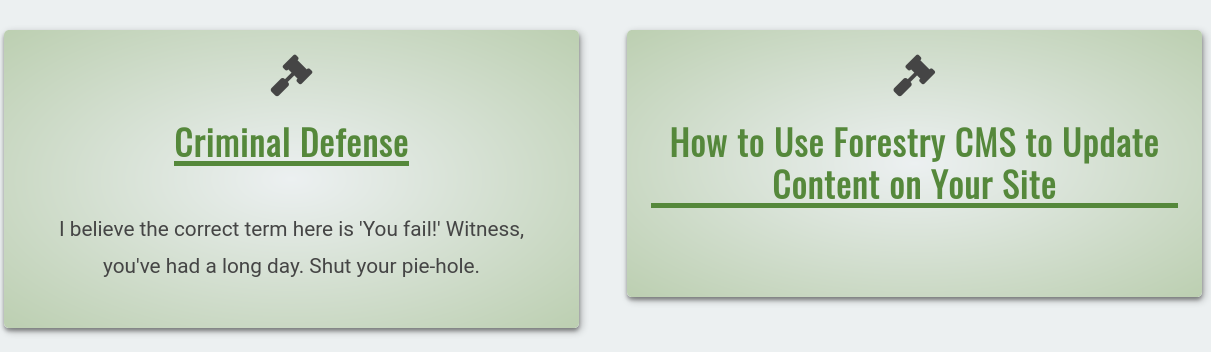 Criminal Defense
I believe the correct term here is 'You fail!' Witness,
you've had a long day. Shut your pie-hole.
How to Use Forestry CMS to Update
Content on Your Site